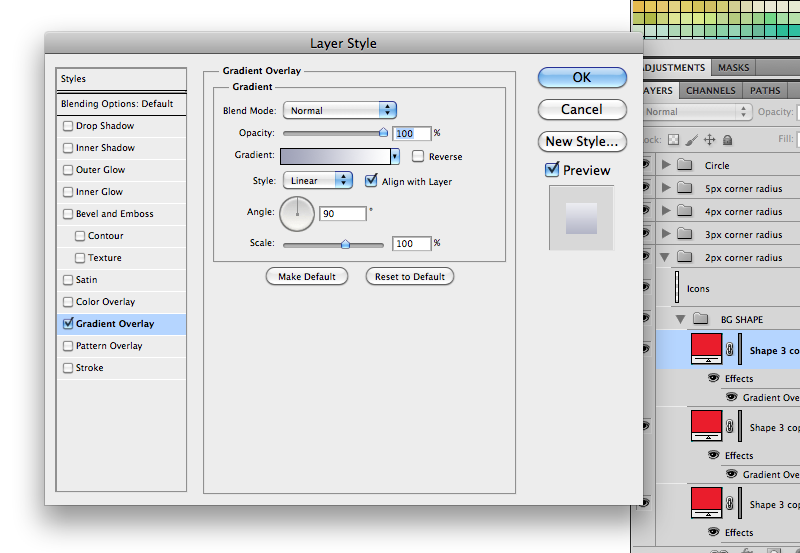 Layer Style
Styles
Blending Options: Default
Drop Shadow
Inner Shadow
Outer Glow
Inner Glow
Bevel and Emboss
Contour
Texture
Satin
Color Overlay
Gradient Overlay
Pattern Overlay
Stroke
Gradient Overlay
Gradient
Blend Mode: Normal
Opacity: 100 %
Gradient: Reverse
Style: Linear Align with Layer
Angle: 90 °
Scale: 100 %
Make Default Reset to Default
OK
Cancel
New Style...
Preview
ADJUSTMENTS MASKS
LAYERS CHANNELS PATHS
Normal Opacity:
Lock: Fill:
Circle
5px corner radius
4px corner radius
3px corner radius
2px corner radius
Icons
BG SHAPE
Shape 3 co
Effects
Gradient Ove
Shape 3 cop
Effects
Gradient Ove
Shape 3 cop
Effects